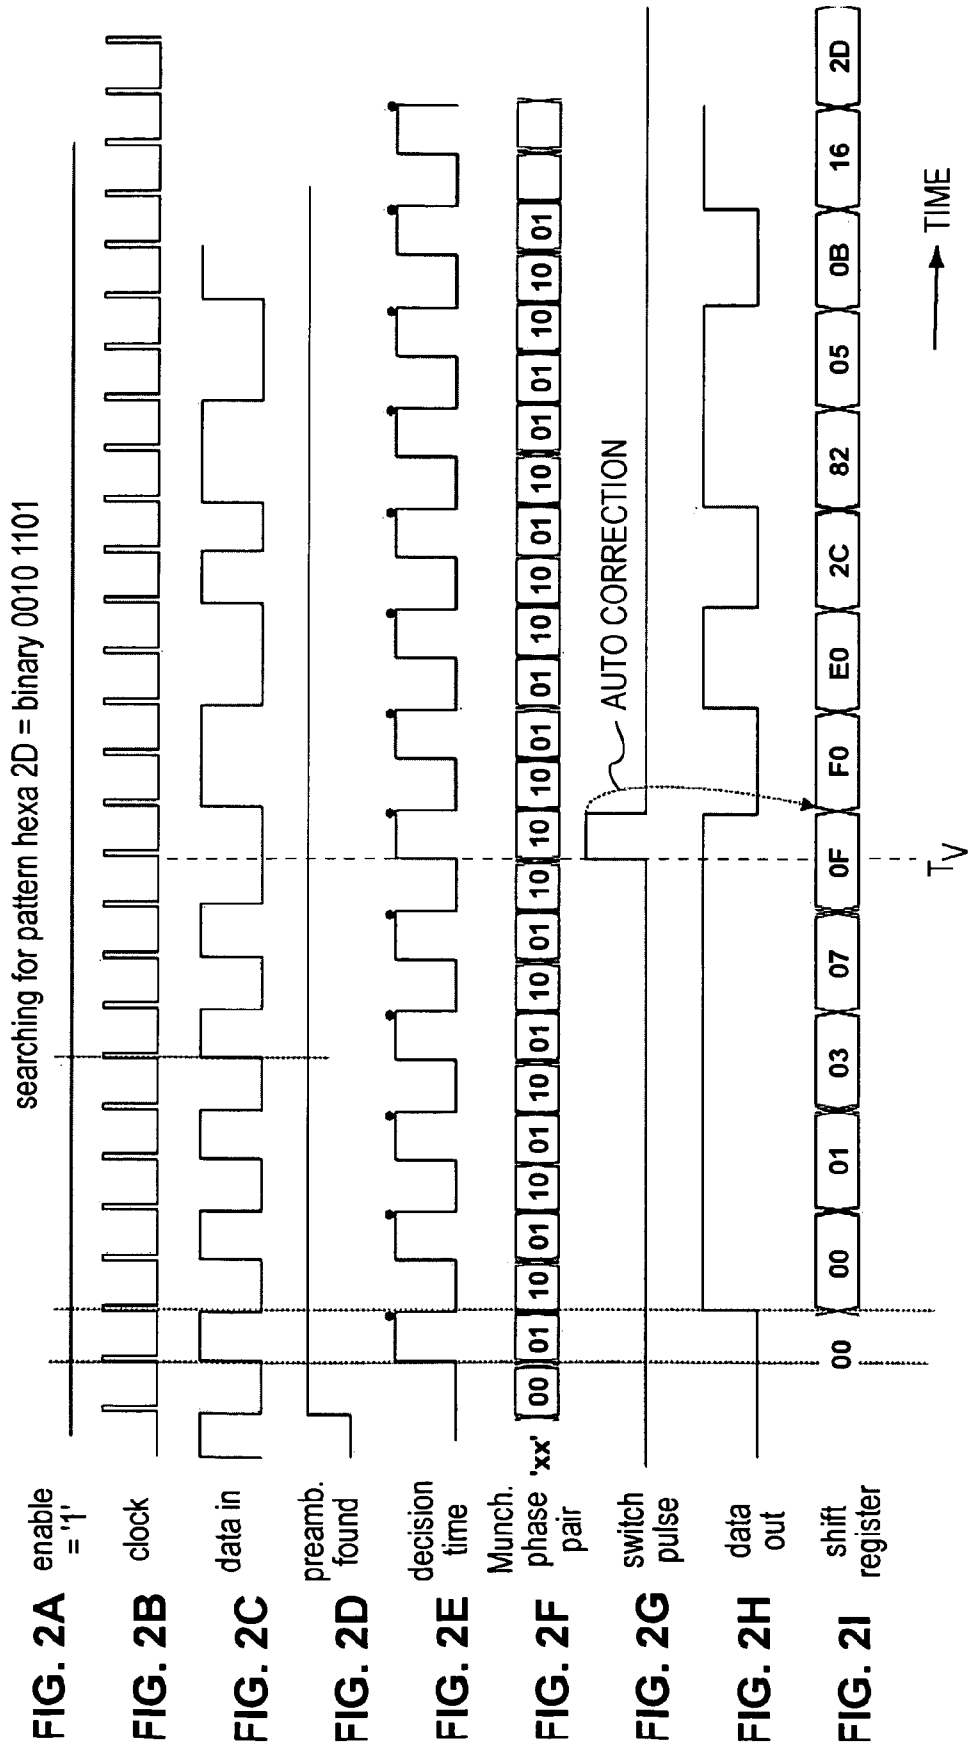 searching for pattern hexa 2D = binary 0010 1101
FIG. 2A enable = '1'
FIG. 2B clock
FIG. 2C data in
FIG. 2D preamb. found
FIG. 2E decision time
FIG. 2F Munch. phase pair 'xx' 00 01 10 01 10 01 10 01 10 01 10 10 10 01 01 10 10 01 10 01 01 10 10 01
AUTO CORRECTION
FIG. 2G switch pulse
FIG. 2H data out
FIG. 2I shift register 00 00 01 03 07 0F F0 E0 2C 82 05 0B 16 2D
TV
TIME